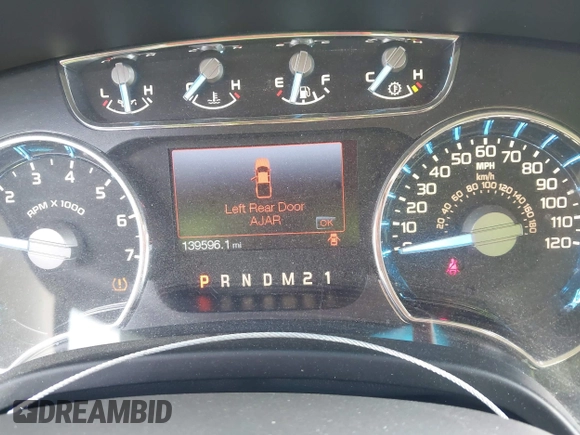 L H
C H
E F
C H
2 3 4 5 6 7
RPM X 1000
0 10 20 30 40 50 60 70 80 90 100 110 120
MPH
km/h
20 40 60 80 100 120 140 160 180
Left Rear Door
AJAR
OK
139596.1 mi
P R N D M 2 1
DREAMBID